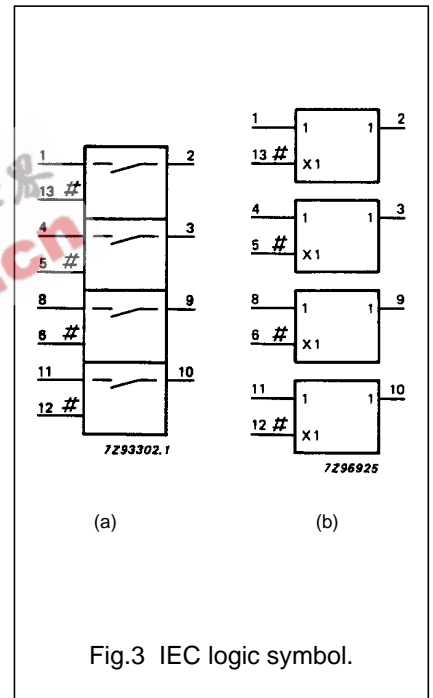 1 2
13 #
4 3
5 #
8 9
6 #
11 10
12 #
7Z93302.1
(a)
1 1 1 2
13 # X1
4 1 1 3
5 # X1
8 1 1 9
6 # X1
11 1 1 10
12 # X1
7Z96925
(b)
Fig.3 IEC logic symbol.